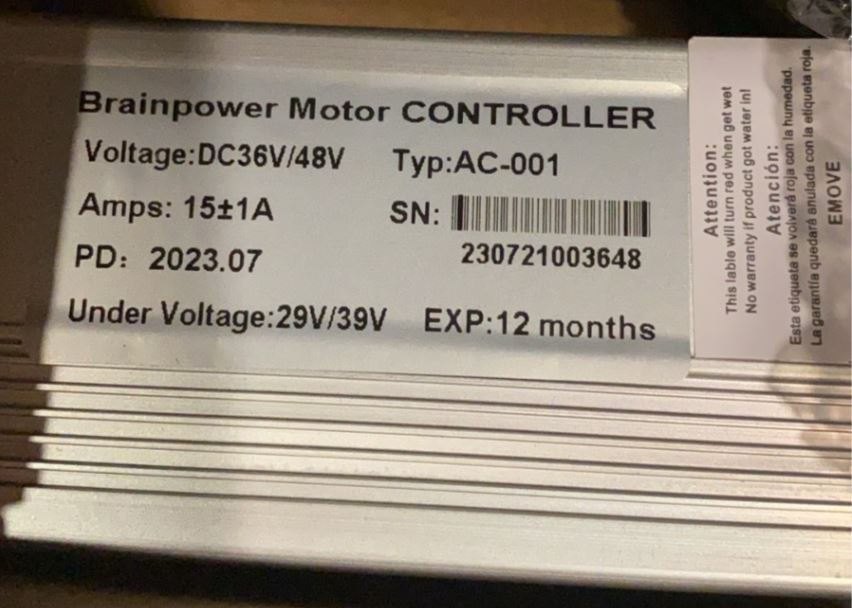 Brainpower Motor CONTROLLER
Voltage:DC36V/48V Typ:AC-001
Amps: 15±1A SN:
PD: 2023.07 230721003648
Under Voltage:29V/39V EXP:12 months
Attention:
This lable will turn red when get wet
No warranty if product got water in!
Atención:
Esta etiqueta se volverá roja con la humedad.
La garantía quedará anulada con la etiqueta roja.
EMOVE